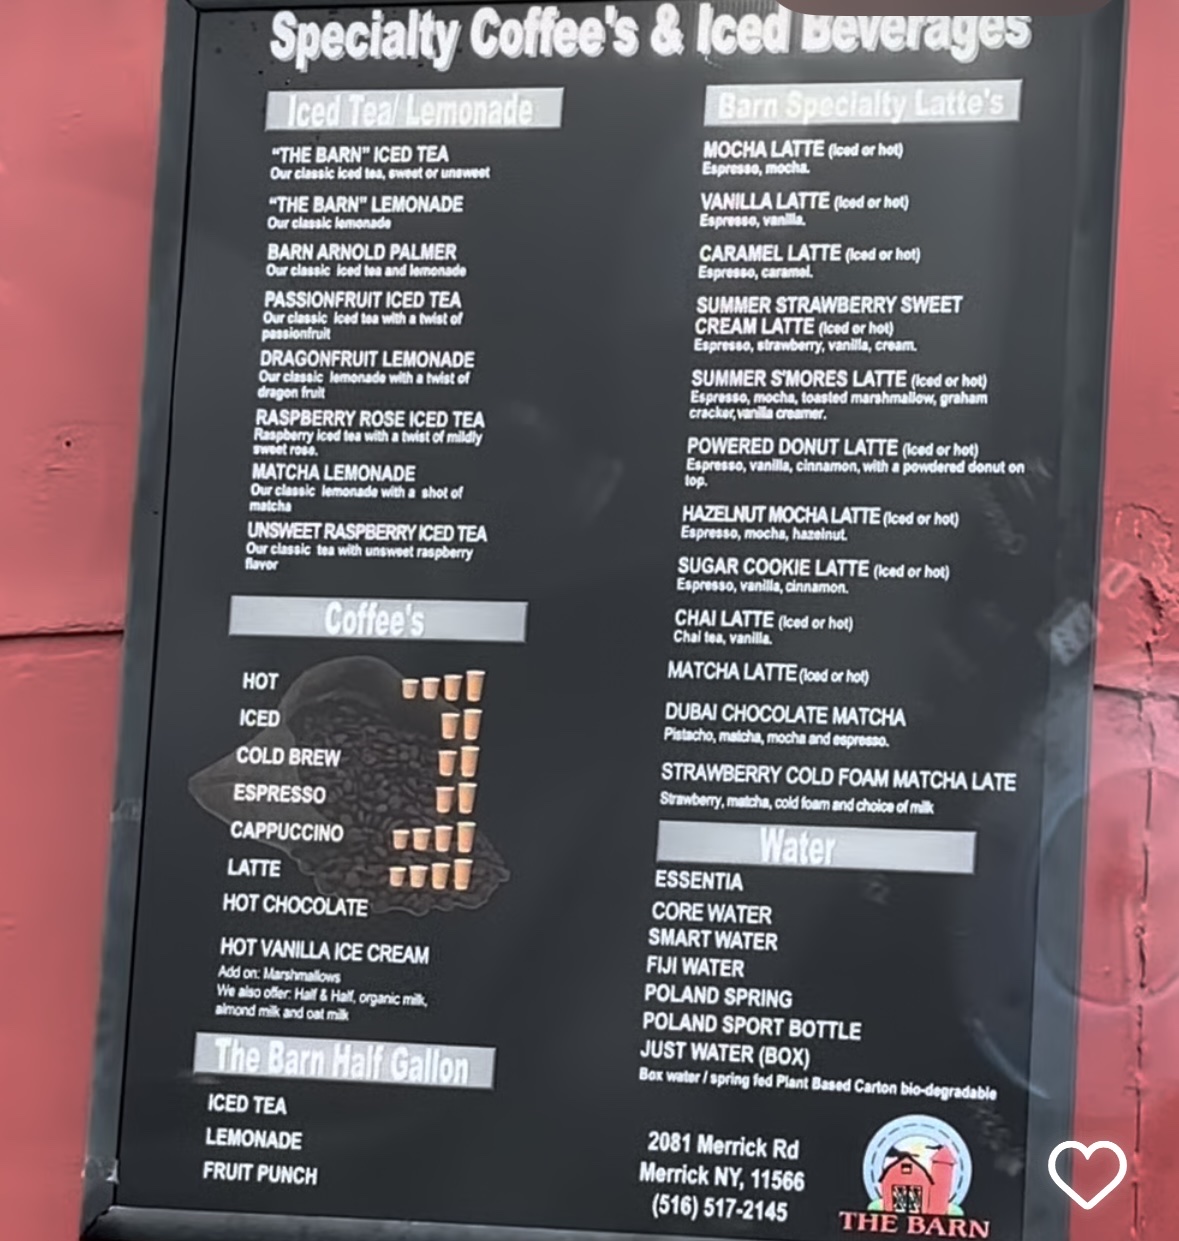 Specialty Coffee's & Iced Beverages
Iced Tea/ Lemonade
“THE BARN” ICED TEA
Our classic iced tea, sweet or unsweet
“THE BARN” LEMONADE
Our classic lemonade
BARN ARNOLD PALMER
Our classic iced tea and lemonade
PASSIONFRUIT ICED TEA
Our classic iced tea with a twist of
passionfruit
DRAGONFRUIT LEMONADE
Our classic lemonade with a twist of
dragon fruit
RASPBERRY ROSE ICED TEA
Raspberry iced tea with a twist of mildly
sweet rose.
MATCHA LEMONADE
Our classic lemonade with a shot of
matcha
UNSWEET RASPBERRY ICED TEA
Our classic tea with unsweet raspberry
flavor
Coffee's
HOT
ICED
COLD BREW
ESPRESSO
CAPPUCCINO
LATTE
HOT CHOCOLATE
HOT VANILLA ICE CREAM
Add on: Marshmallows
We also offer: Half & Half, organic milk,
almond milk and oat milk
The Barn Half Gallon
ICED TEA
LEMONADE
FRUIT PUNCH
Barn Specialty Latte's
MOCHA LATTE (Iced or hot)
Espresso, mocha.
VANILLA LATTE (Iced or hot)
Espresso, vanilla.
CARAMEL LATTE (Iced or hot)
Espresso, caramel.
SUMMER STRAWBERRY SWEET
CREAM LATTE (Iced or hot)
Espresso, strawberry, vanilla, cream.
SUMMER S'MORES LATTE (Iced or hot)
Espresso, mocha, toasted marshmallow, graham
cracker,vanilla creamer.
POWERED DONUT LATTE (Iced or hot)
Espresso, vanilla, cinnamon, with a powdered donut on
top.
HAZELNUT MOCHA LATTE (Iced or hot)
Espresso, mocha, hazelnut.
SUGAR COOKIE LATTE (Iced or hot)
Espresso, vanilla, cinnamon.
CHAI LATTE (Iced or hot)
Chai tea, vanilla.
MATCHA LATTE (Iced or hot)
DUBAI CHOCOLATE MATCHA
Pistacho, matcha, mocha and espresso.
STRAWBERRY COLD FOAM MATCHA LATE
Strawberry, matcha, cold foam and choice of milk
Water
ESSENTIA
CORE WATER
SMART WATER
FIJI WATER
POLAND SPRING
POLAND SPORT BOTTLE
JUST WATER (BOX)
Box water / spring fed Plant Based Carton bio-degradable
2081 Merrick Rd
Merrick NY, 11566
(516) 517-2145
THE BARN